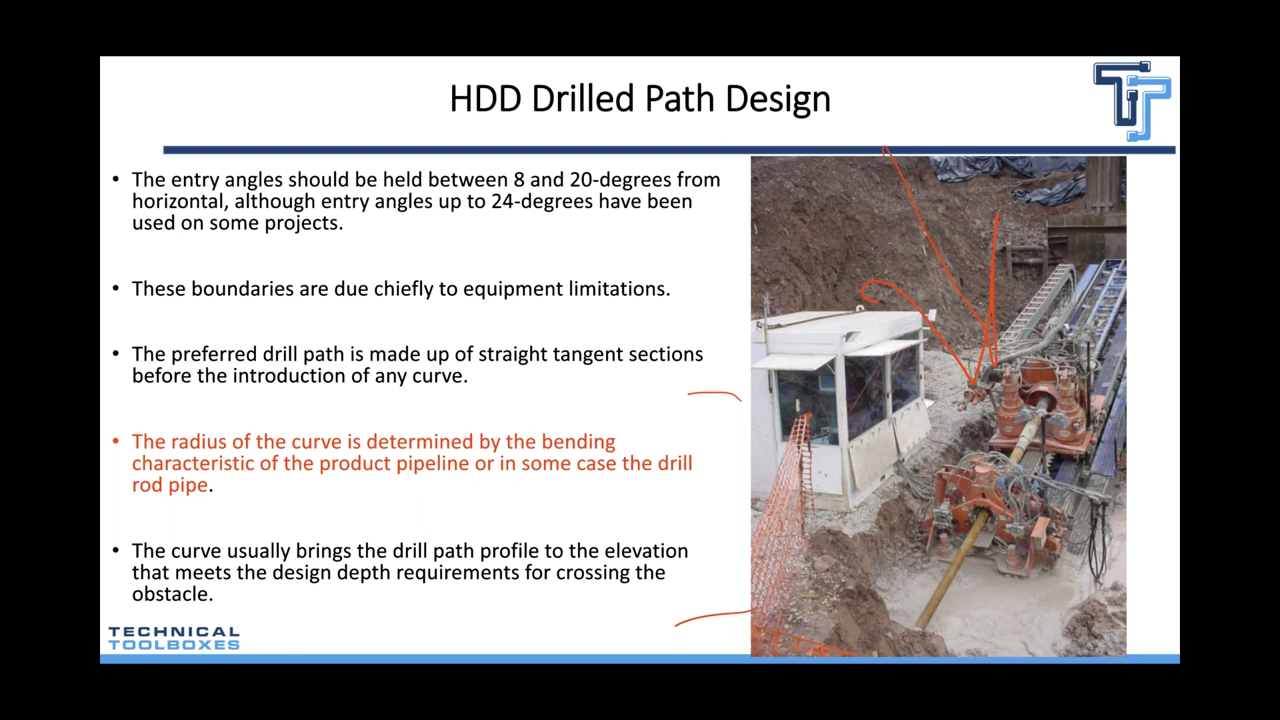 HDD Drilled Path Design
• The entry angles should be held between 8 and 20-degrees from
horizontal, although entry angles up to 24-degrees have been
used on some projects.
• These boundaries are due chiefly to equipment limitations.
• The preferred drill path is made up of straight tangent sections
before the introduction of any curve.
• The radius of the curve is determined by the bending
characteristic of the product pipeline or in some case the drill
rod pipe.
• The curve usually brings the drill path profile to the elevation
that meets the design depth requirements for crossing the
obstacle.
TECHNICAL
TOOLBOXES